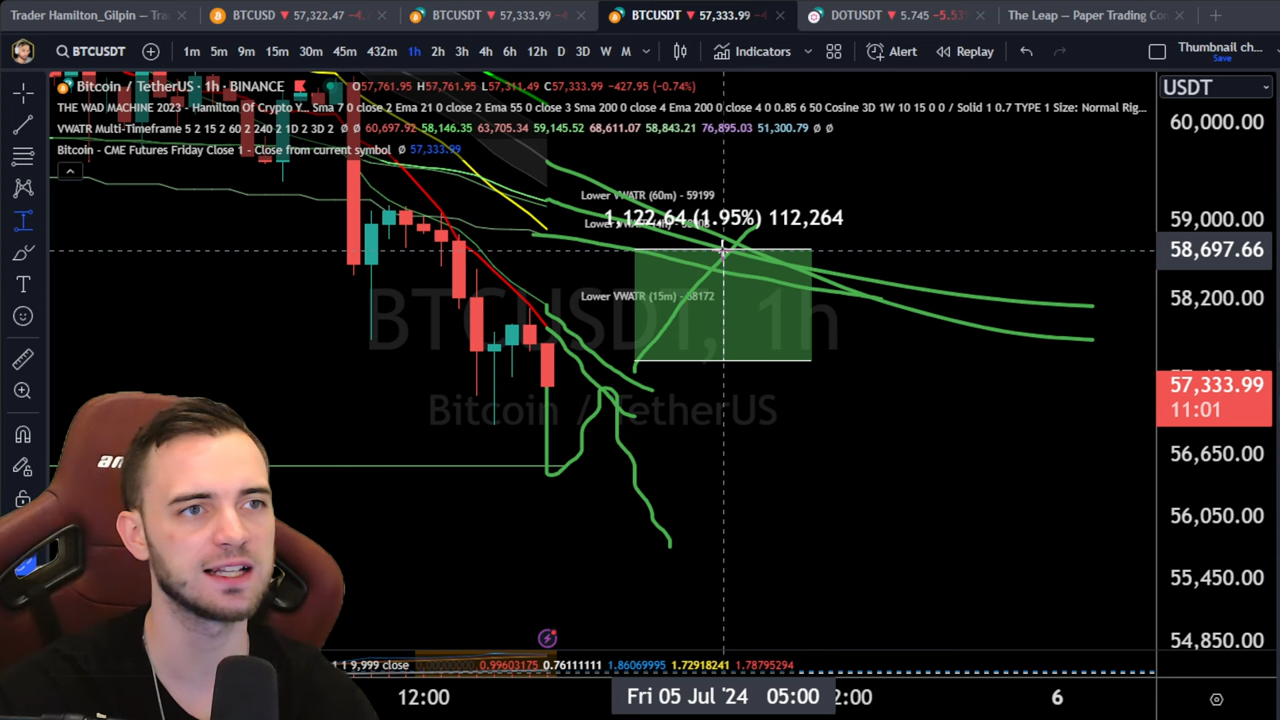 Trader Hamilton_Gilpin — Tra
BTCUSD ▼ 57,322.47 −4.
BTCUSDT ▼ 57,333.99 −
BTCUSDT ▼ 57,333.99 −4
DOTUSDT ▼ 5.745 −5.53
The Leap — Paper Trading Co
BTCUSDT 1m 5m 9m 15m 30m 45m 432m 1h 2h 3h 4h 6h 12h D 3D W M Indicators Alert Replay
Thumbnail ch...
Save
Bitcoin / TetherUS · 1h · BINANCE O57,761.95 H57,761.95 L57,311.49 C57,333.99 −427.95 (−0.74%)
THE WAD MACHINE 2023 - Hamilton Of Crypto Y... Sma 7 0 close 2 Ema 21 0 close 2 Ema 55 0 close 3 Sma 200 0 close 4 Ema 200 0 close 4 0 0.85 6 50 Cosine 3D 1W 10 15 0 0 / Solid 1 0.7 TYPE 1 Size: Normal Rig...
VWATR Multi-Timeframe 5 2 15 2 60 2 240 2 1D 2 3D 2 ∅ ∅ 60,697.92 58,146.35 63,705.34 59,145.52 68,611.07 58,843.21 76,895.03 51,300.79 ∅ ∅
Bitcoin - CME Futures Friday Close 1 - Close from current symbol ∅ 57,333.99
USDT
60,000.00
59,000.00
58,697.66
58,200.00
57,333.99
11:01
56,650.00
56,050.00
55,450.00
54,850.00
Lower VWATR (60m) - 59199
1,122.64 (1.95%) 112,264
Lower VWATR (15m) - 58172
BTCUSDT, 1h
Bitcoin / TetherUS
an
1 1 9,999 close 0.99603175 0.76111111 1.86069995 1.72918241 1.78795294
12:00
Fri 05 Jul '24 05:00
2:00
6